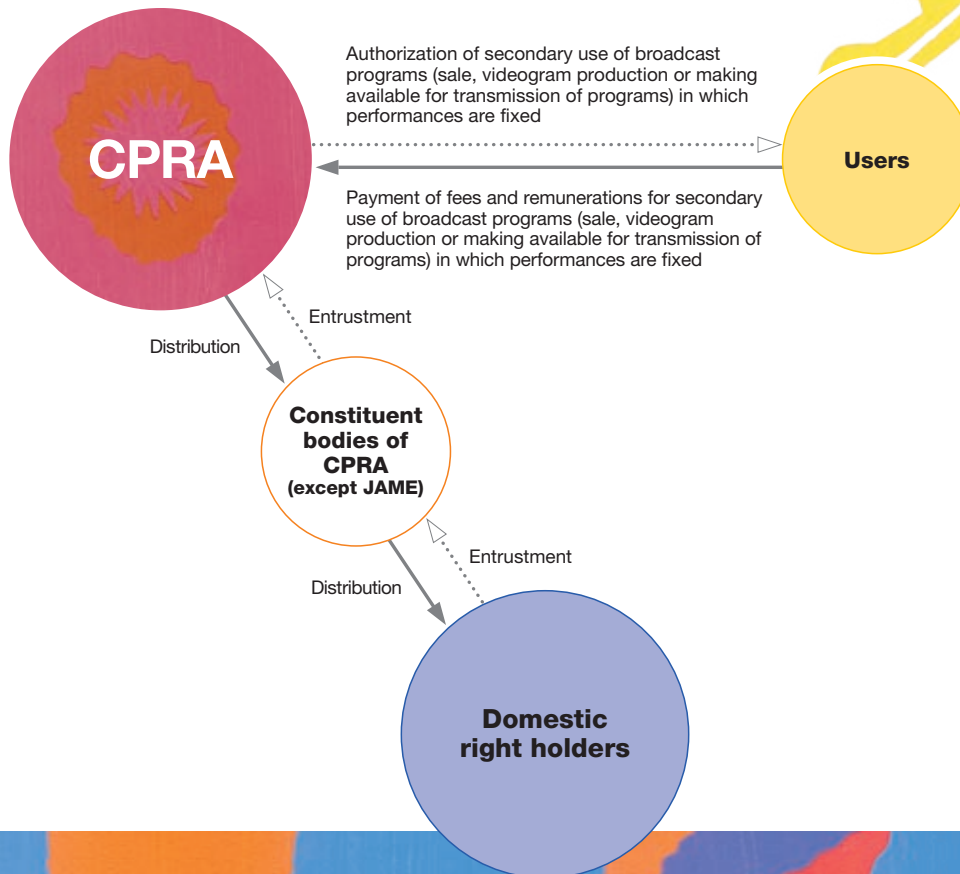 Authorization of secondary use of broadcast
programs (sale, videogram production or making
available for transmission of programs) in which
performances are fixed
CPRA
Users
Payment of fees and remunerations for secondary
use of broadcast programs (sale, videogram
production or making available for transmission of
programs) in which performances are fixed
Entrustment
Distribution
Constituent
bodies of
CPRA
(except JAME)
Entrustment
Distribution
Domestic
right holders